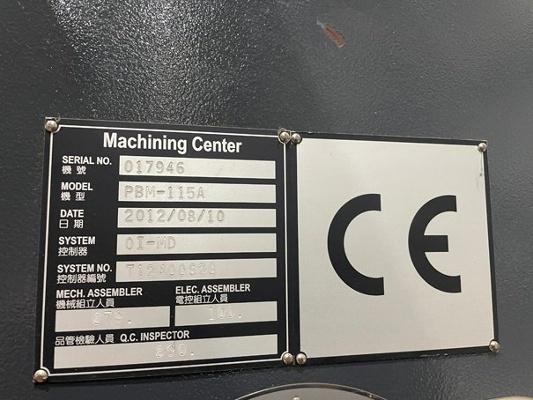 Machining Center
SERIAL NO. 017946
機號
MODEL PBM-115A
機型
DATE 2012/08/10
日期
SYSTEM 0I-MD
控制器
SYSTEM NO.
控制器編號
MECH. ASSEMBLER ELEC. ASSEMBLER
機械組立人員 電控組立人員
品管檢驗人員 Q.C. INSPECTOR
CE